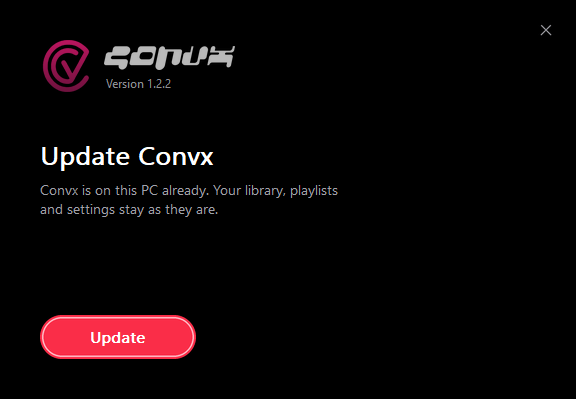 convx
Version 1.2.2
Update Convx
Convx is on this PC already. Your library, playlists
and settings stay as they are.
Update